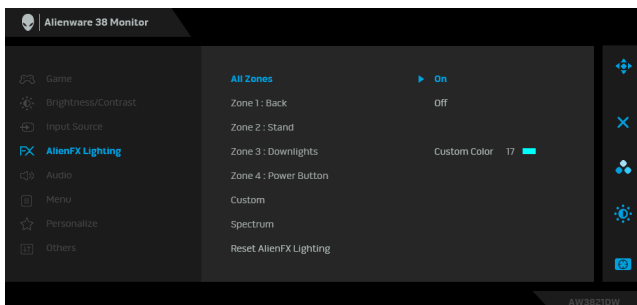 Alienware 38 Monitor
Game
All Zones On
Brightness/Contrast
Zone 1 : Back Off
Input Source
Zone 2 : Stand
FX AlienFX Lighting
Zone 3 : Downlights Custom Color 17
Audio
Zone 4 : Power Button
Menu
Custom
Personalize
Spectrum
Others
Reset AlienFX Lighting
AW3821DW